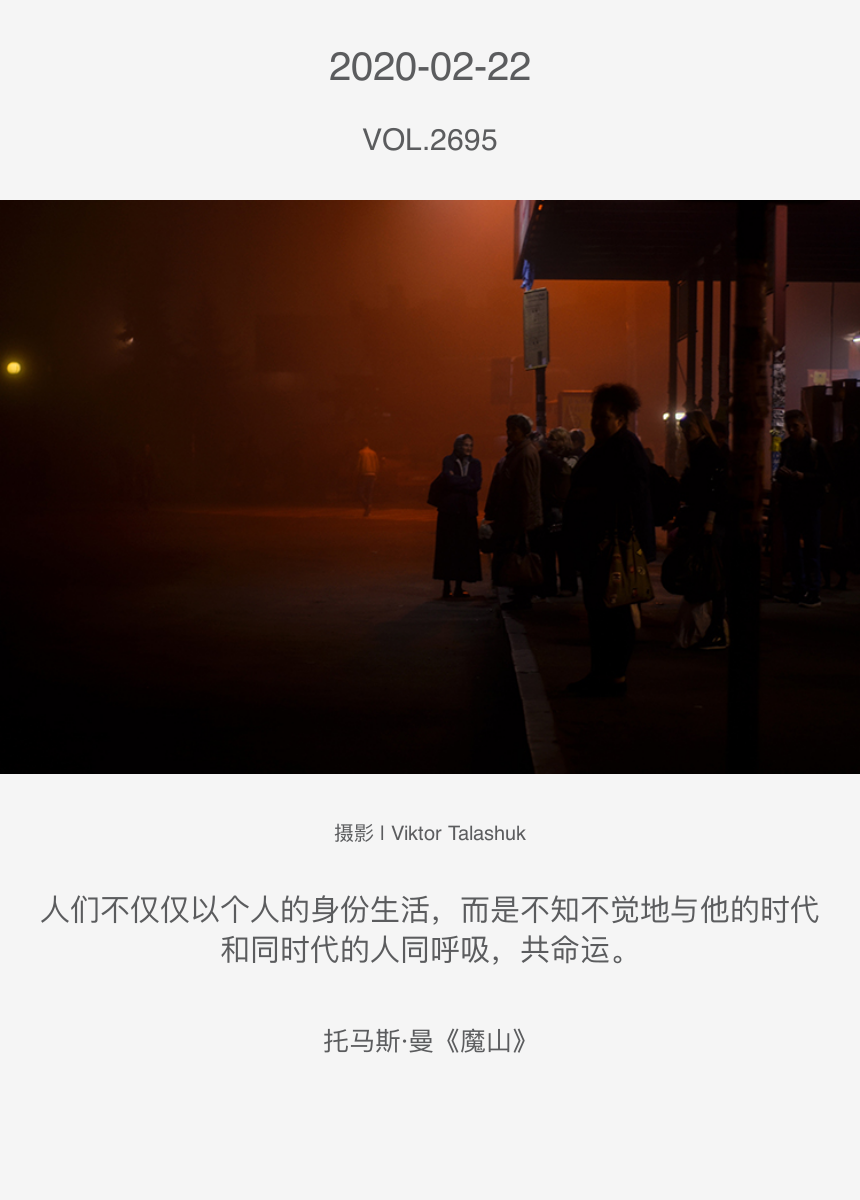 2020-02-22
VOL.2695
摄影 | Viktor Talashuk
人们不仅仅以个人的身份生活，而是不知不觉地与他的时代
和同时代的人同呼吸，共命运。
托马斯·曼《魔山》